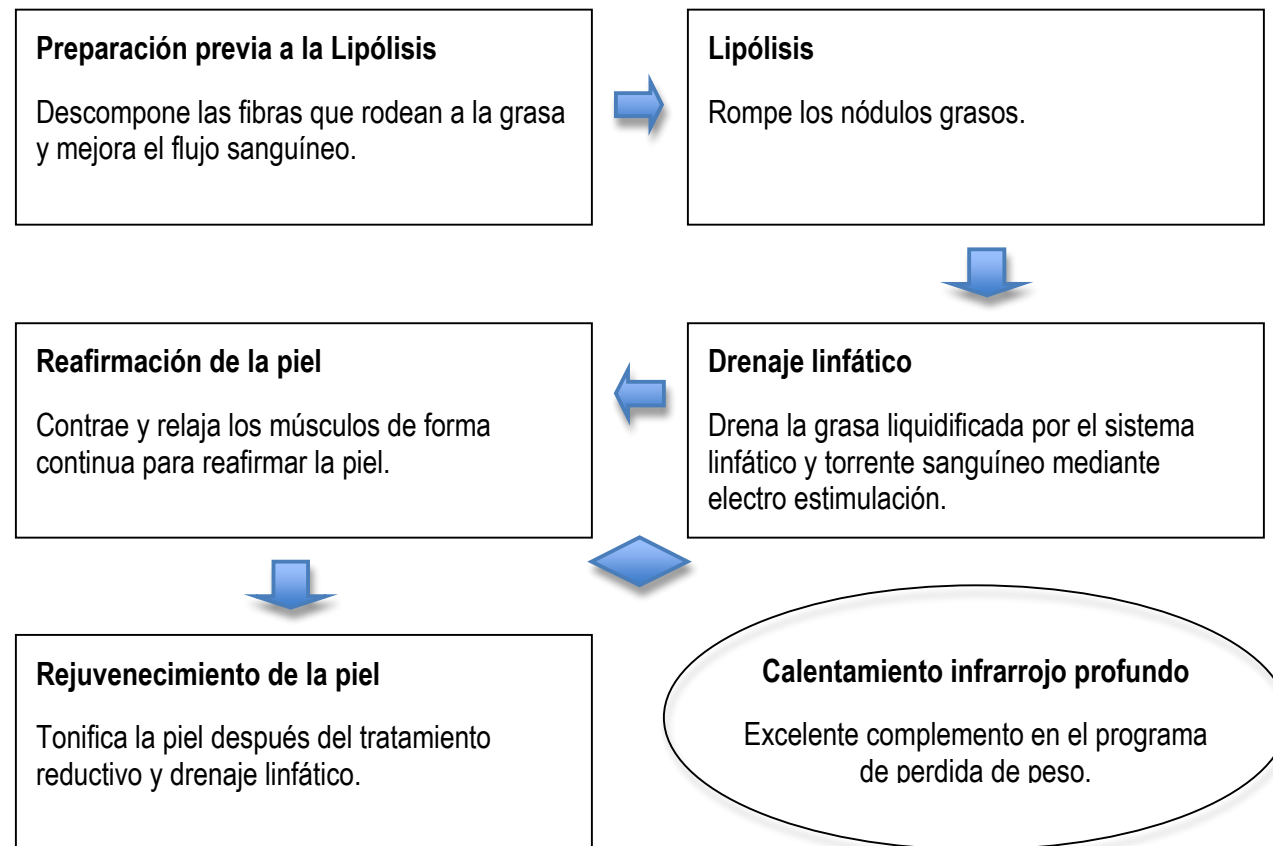 Preparación previa a la Lipólisis
Descompone las fibras que rodean a la grasa
y mejora el flujo sanguíneo.
Lipólisis
Rompe los nódulos grasos.
Drenaje linfático
Drena la grasa liquidificada por el sistema
linfático y torrente sanguíneo mediante
electro estimulación.
Reafirmación de la piel
Contrae y relaja los músculos de forma
continua para reafirmar la piel.
Rejuvenecimiento de la piel
Tonifica la piel después del tratamiento
reductivo y drenaje linfático.
Calentamiento infrarrojo profundo
Excelente complemento en el programa
de perdida de peso.